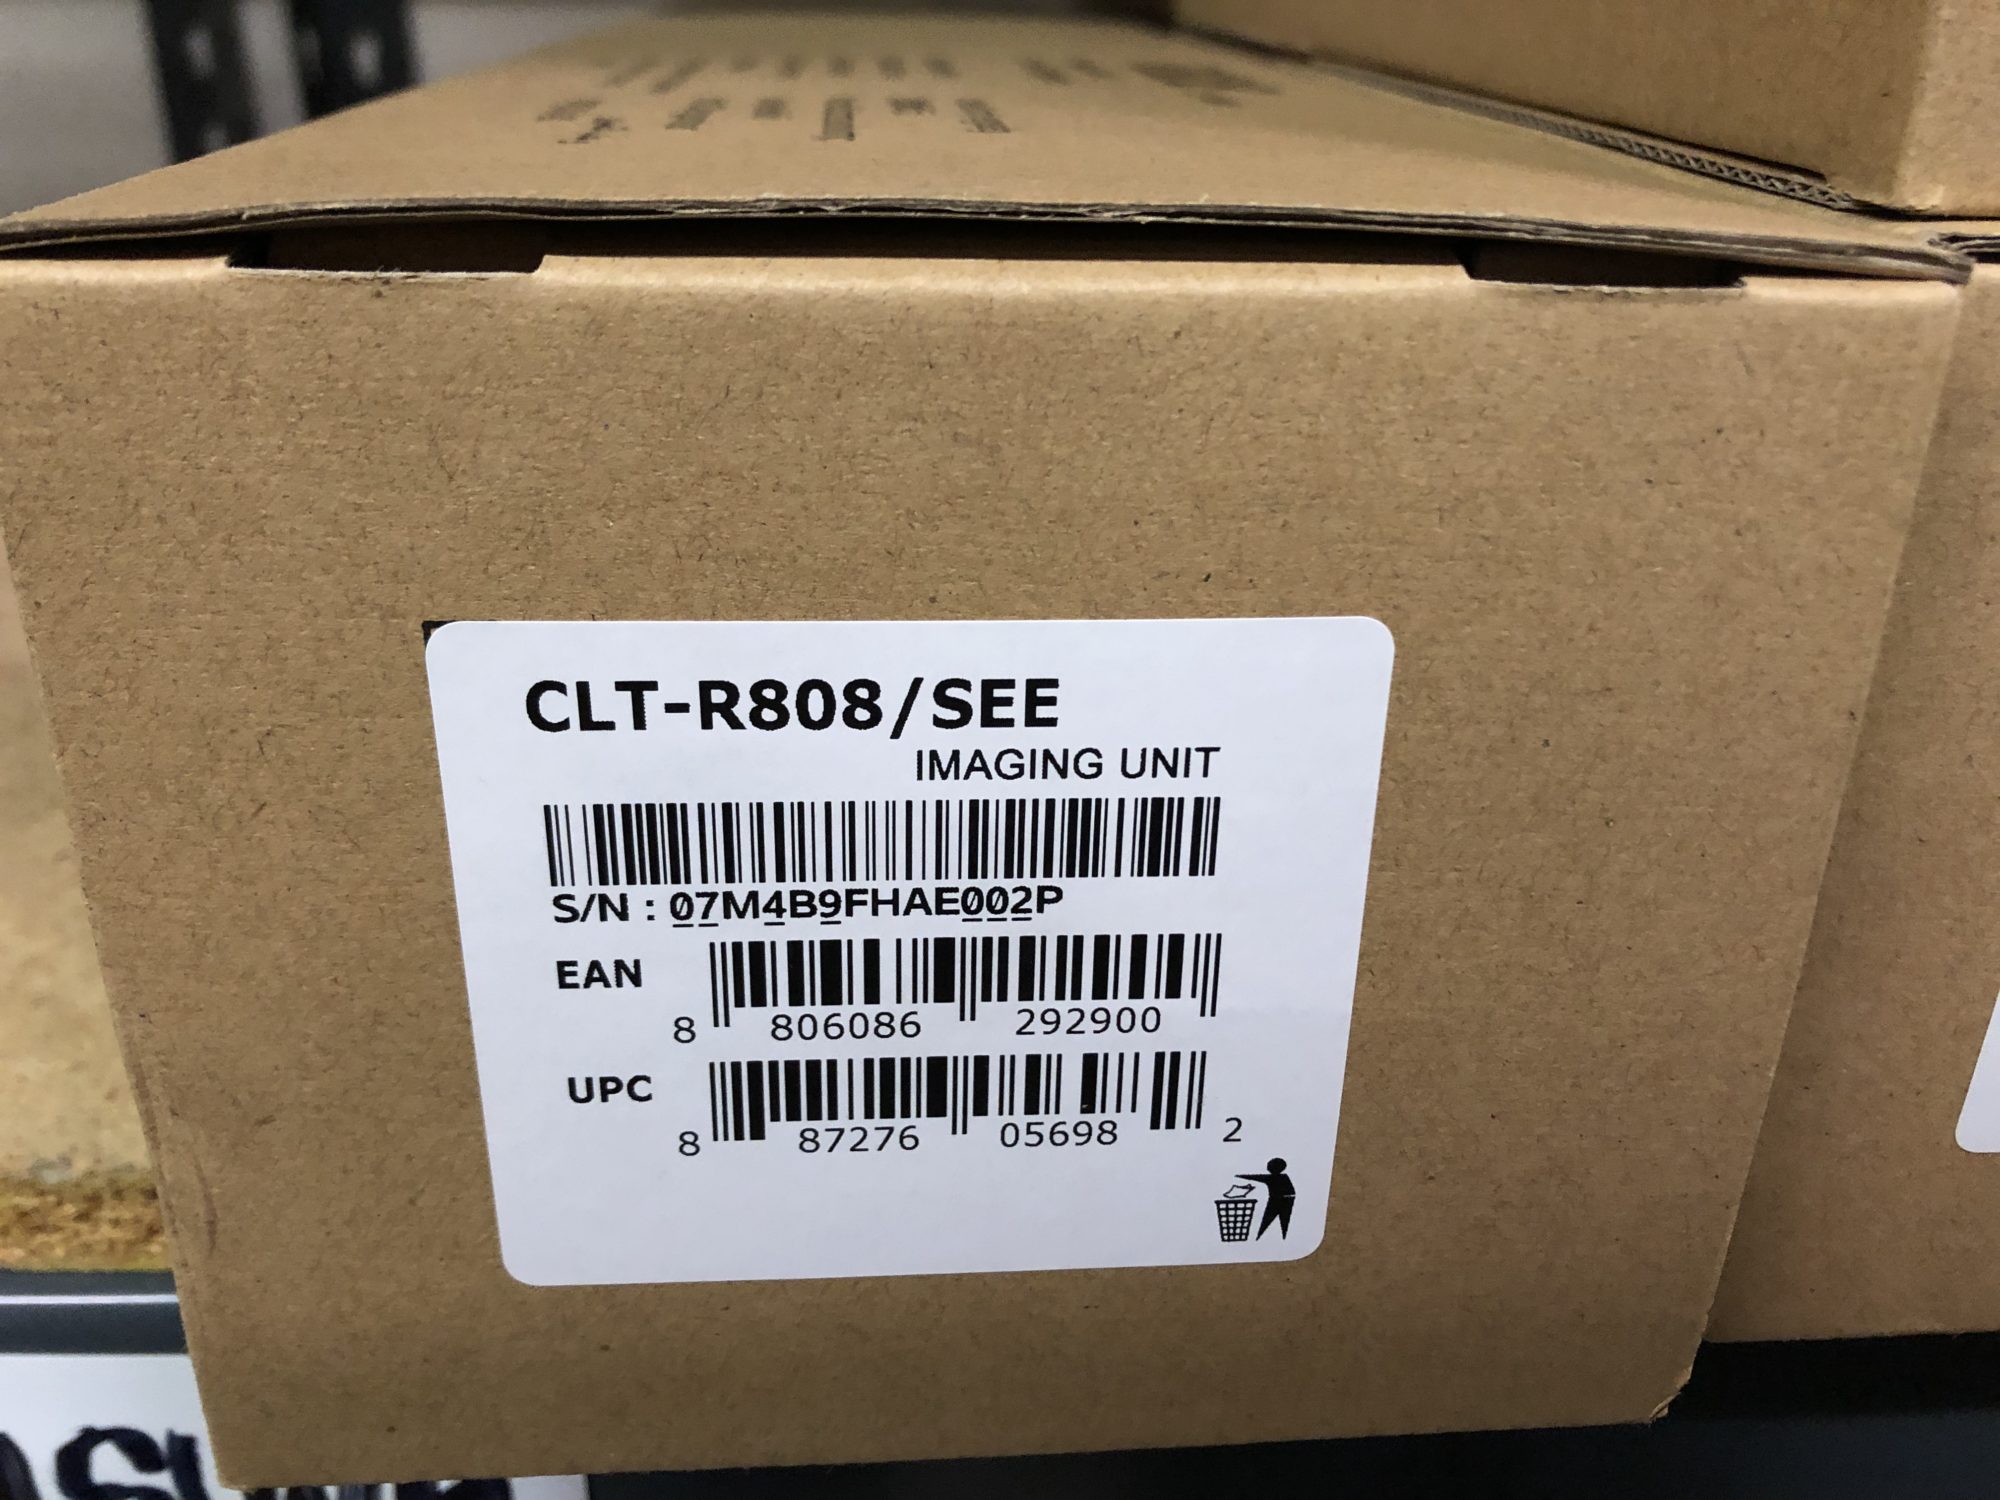 CLT-R808/SEE
IMAGING UNIT
S/N : 07M4B9FHAE002P
EAN
8 806086 292900
UPC
8 87276 05698 2